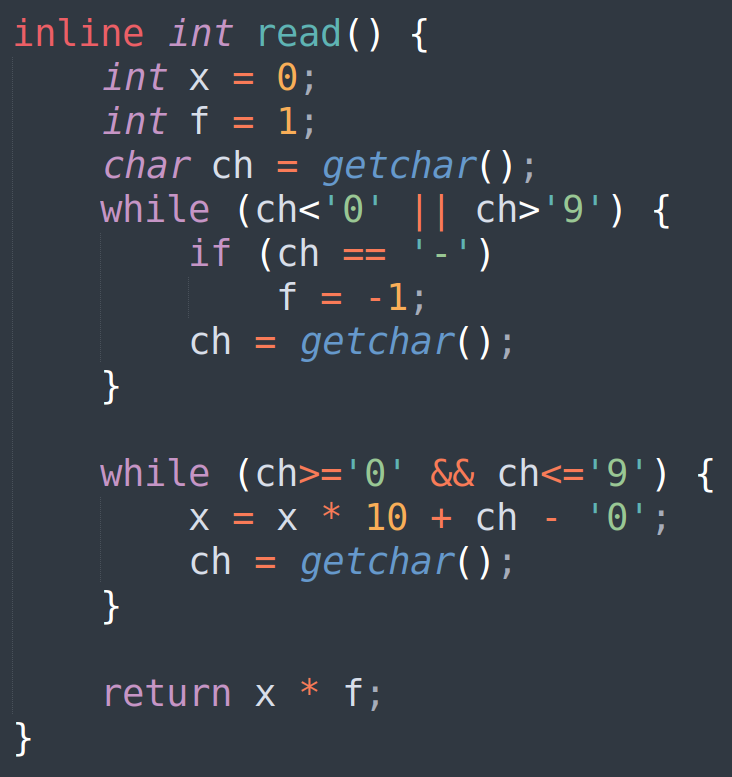 inline int read() {
    int x = 0;
    int f = 1;
    char ch = getchar();
    while (ch<'0' || ch>'9') {
        if (ch == '-')
            f = -1;
        ch = getchar();
    }

    while (ch>='0' && ch<='9') {
        x = x * 10 + ch - '0';
        ch = getchar();
    }

    return x * f;
}